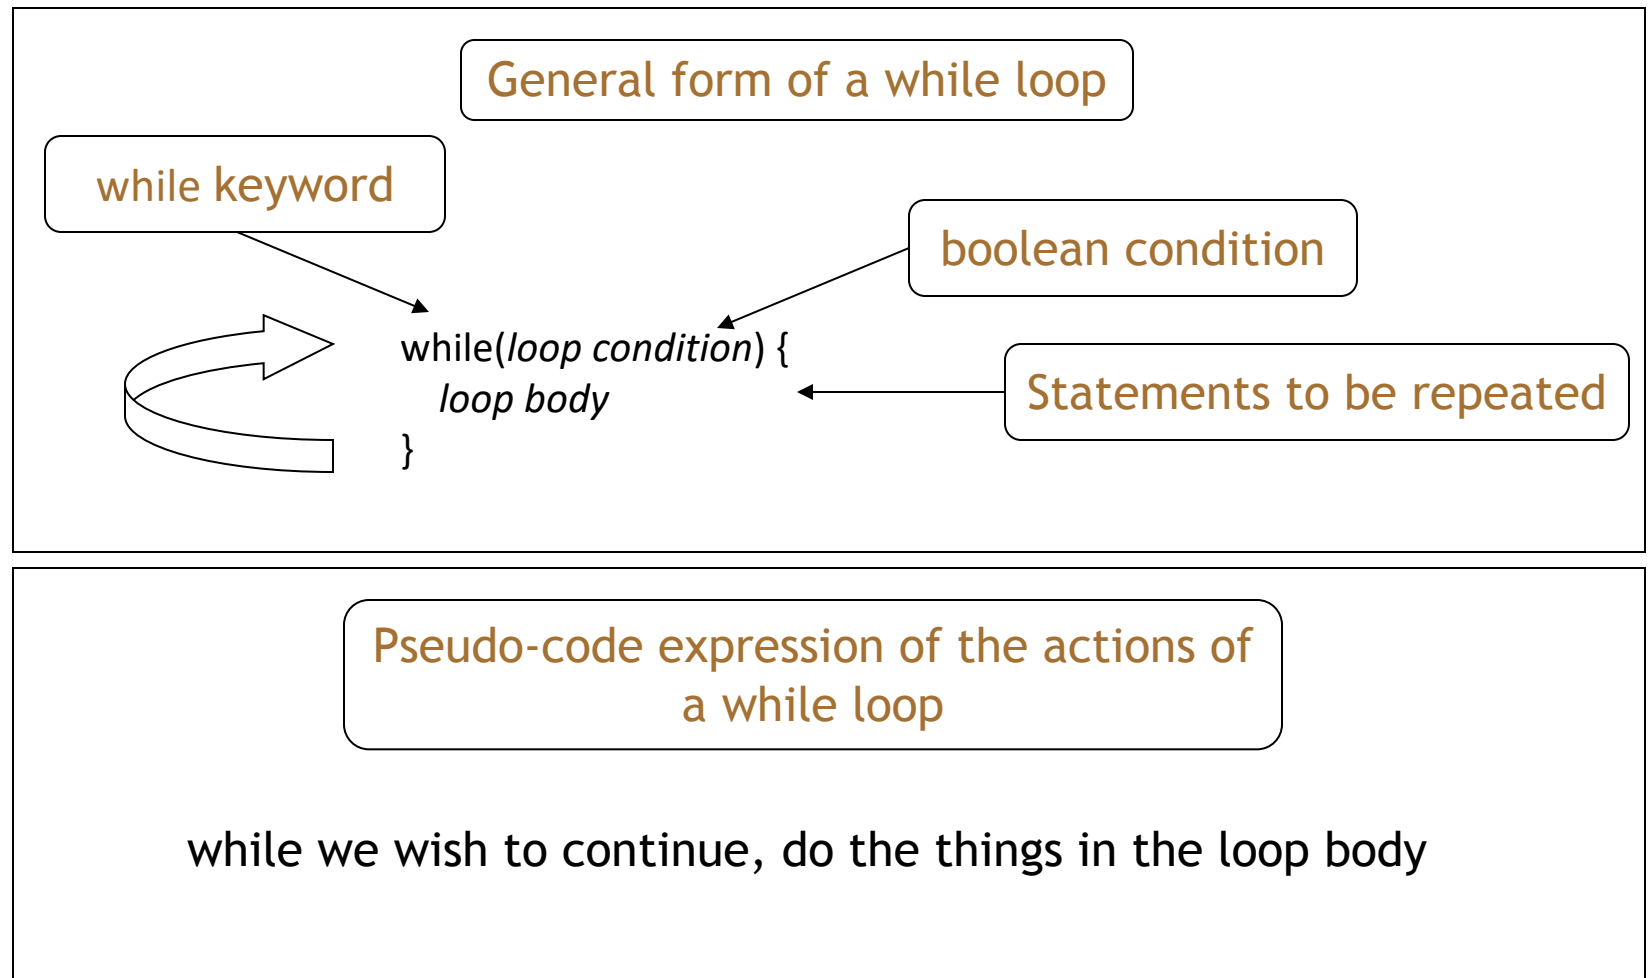 General form of a while loop
while keyword
boolean condition
while(loop condition) {
loop body
Statements to be repeated
}
Pseudo-code expression of the actions of
a while loop
while we wish to continue, do the things in the loop body